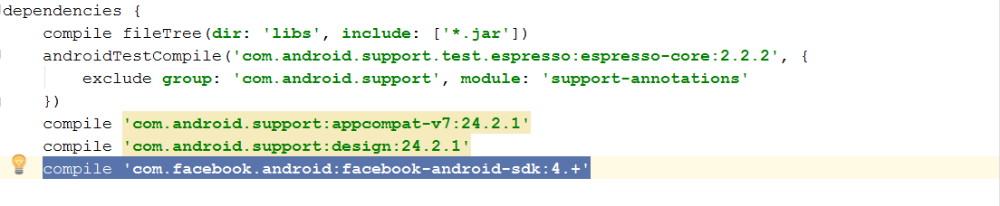 dependencies {
    compile fileTree(dir: 'libs', include: ['*.jar'])
    androidTestCompile('com.android.support.test.espresso:espresso-core:2.2.2', {
        exclude group: 'com.android.support', module: 'support-annotations'
    })
    compile 'com.android.support:appcompat-v7:24.2.1'
    compile 'com.android.support:design:24.2.1'
    compile 'com.facebook.android:facebook-android-sdk:4.+'